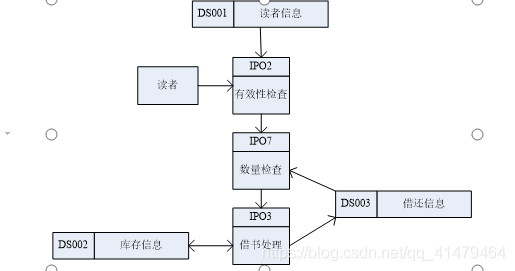 DS001 读者信息
IPO2
读者
有效性检查
IPO7
数量检查
DS003 借还信息
IPO3
DS002 库存信息
借书处理
https://blog.csdn.net/qq_41479464